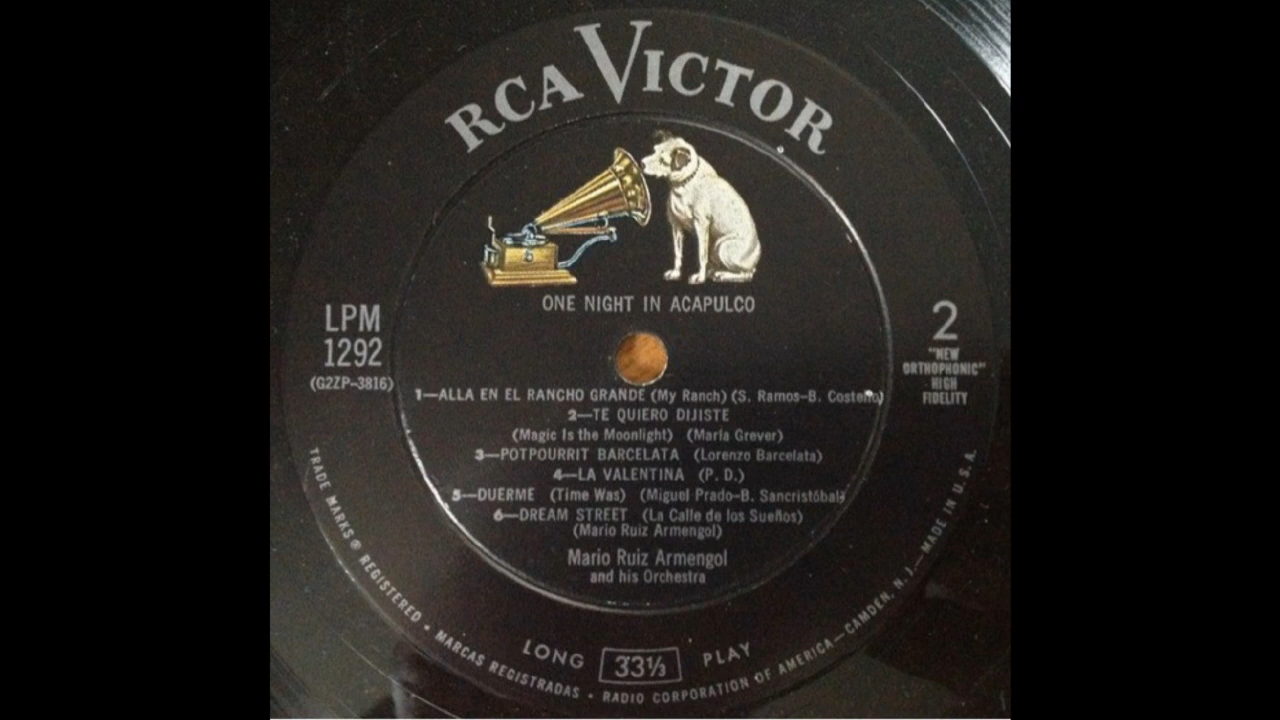 RCA VICTOR
ONE NIGHT IN ACAPULCO
LPM
1292
(G2ZP-3816)
2
"NEW
ORTHOPHONIC"
HIGH
FIDELITY
1—ALLA EN EL RANCHO GRANDE (My Ranch) (S. Ramos-B. Costeño)
2—TE QUIERO DIJISTE
(Magic Is the Moonlight) (María Grever)
3—POTPOURRIT BARCELATA (Lorenzo Barcelata)
4—LA VALENTINA (P. D.)
5—DUERME (Time Was) (Miguel Prado-B. Sancristóbal)
6—DREAM STREET (La Calle de los Sueños)
(Mario Ruiz Armengol)
Mario Ruiz Armengol
and his Orchestra
LONG 33⅓ PLAY
TRADE MARKS ® REGISTERED • MARCAS REGISTRADAS • RADIO CORPORATION OF AMERICA—CAMDEN, N. J.—MADE IN U. S. A.